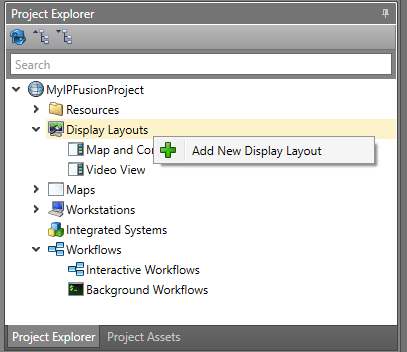 Project Explorer
Search
MyIPFusionProject
Resources
Display Layouts
Map and Co
Add New Display Layout
Video View
Maps
Workstations
Integrated Systems
Workflows
Interactive Workflows
Background Workflows
Project Explorer Project Assets